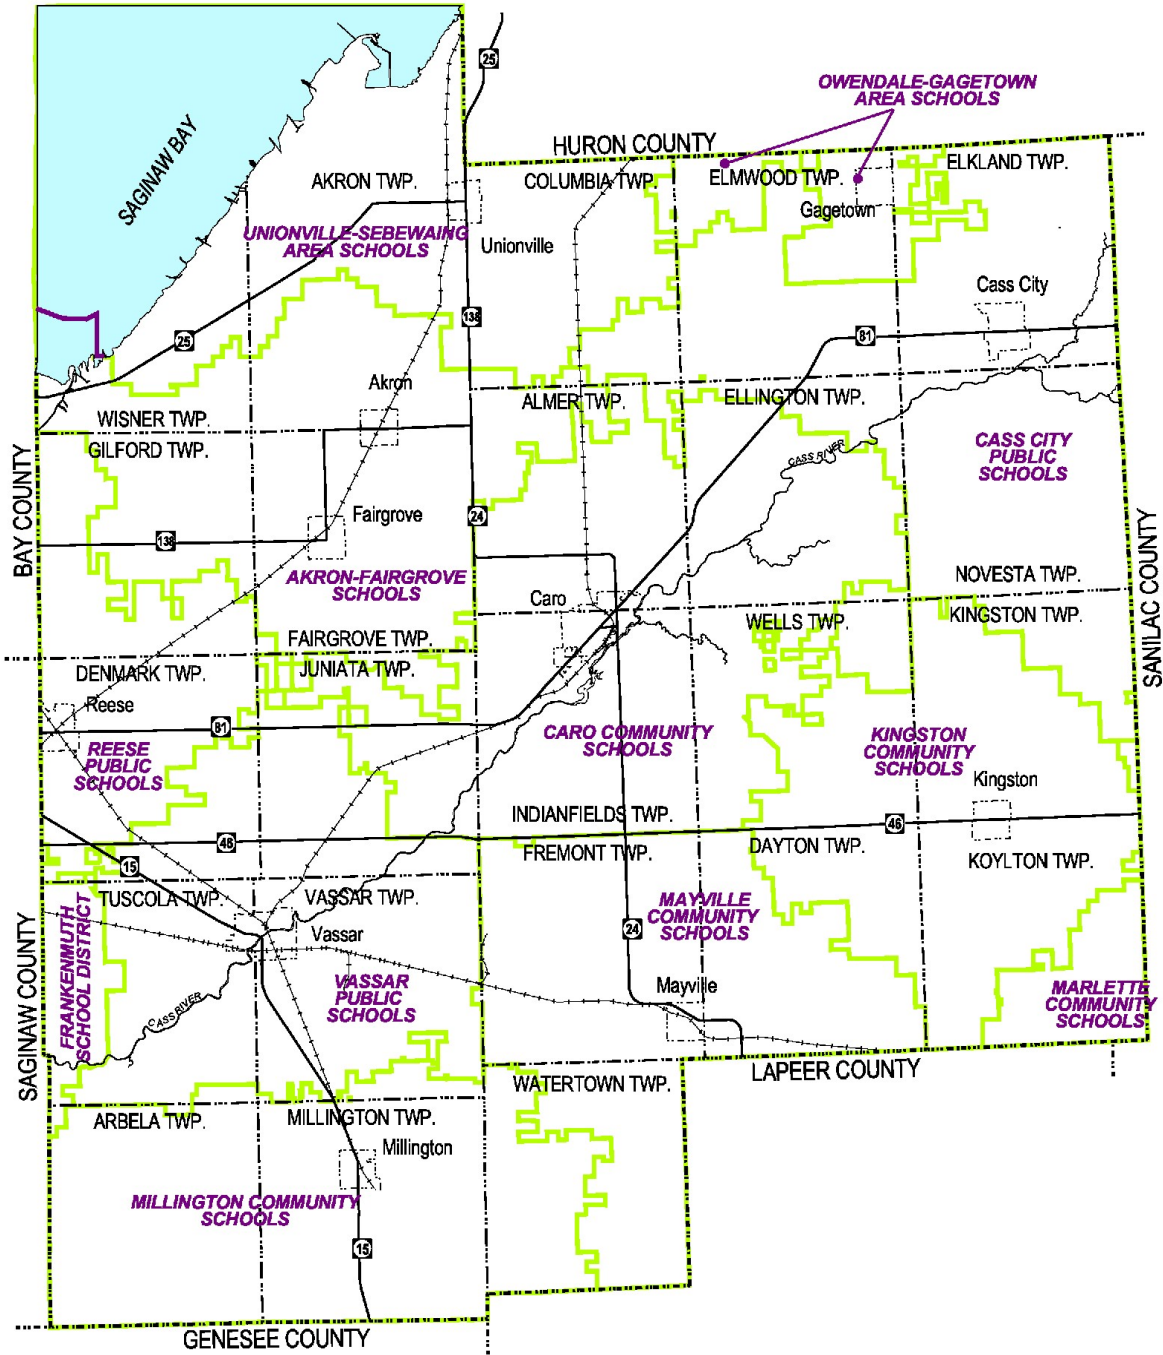 25
OWENDALE-GAGETOWN
AREA SCHOOLS
HURON COUNTY
SAGINAW BAY
AKRON TWP.
COLUMBIA TWP.
ELMWOOD TWP.
ELKLAND TWP.
Gagetown
UNIONVILLE-SEBEWAING
AREA SCHOOLS
Unionville
Cass City
138
25
81
Akron
WISNER TWP.
ALMER TWP.
ELLINGTON TWP.
GILFORD TWP.
CASS RIVER
CASS CITY
PUBLIC
SCHOOLS
BAY COUNTY
Fairgrove
24
138
SANILAC COUNTY
AKRON-FAIRGROVE
SCHOOLS
NOVESTA TWP.
Caro
KINGSTON TWP.
WELLS TWP.
FAIRGROVE TWP.
DENMARK TWP.
JUNIATA TWP.
Reese
81
REESE
PUBLIC
SCHOOLS
CARO COMMUNITY
SCHOOLS
KINGSTON
COMMUNITY
SCHOOLS
Kingston
INDIANFIELDS TWP.
46
46
FREMONT TWP.
DAYTON TWP.
KOYLTON TWP.
15
TUSCOLA TWP.
VASSAR TWP.
MAYVILLE
COMMUNITY
SCHOOLS
24
Vassar
FRANKENMUTH
SCHOOL DISTRICT
SAGINAW COUNTY
VASSAR
PUBLIC
SCHOOLS
Mayville
MARLETTE
COMMUNITY
SCHOOLS
CASS RIVER
LAPEER COUNTY
WATERTOWN TWP.
ARBELA TWP.
MILLINGTON TWP.
Millington
MILLINGTON COMMUNITY
SCHOOLS
15
GENESEE COUNTY